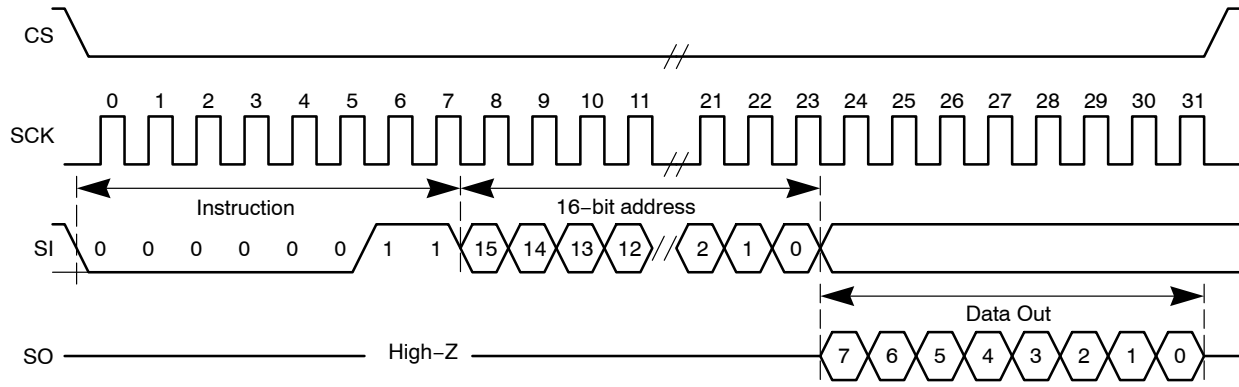 CS
0 1 2 3 4 5 6 7 8 9 10 11 21 22 23 24 25 26 27 28 29 30 31
SCK
Instruction 16−bit address
SI 0 0 0 0 0 0 1 1 15 14 13 12 2 1 0
Data Out
SO High−Z 7 6 5 4 3 2 1 0